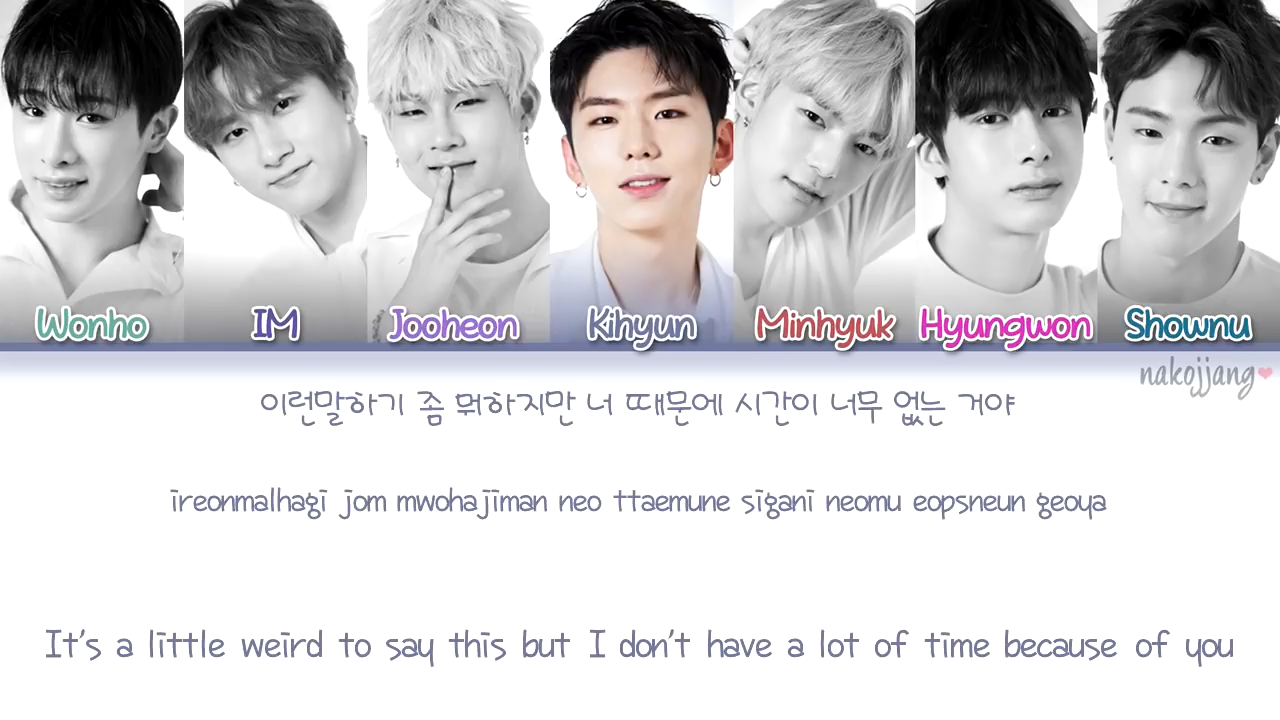 Wonho
IM
Jooheon
Kihyun
Minhyuk
Hyungwon
Shownu
nakojjang
이런말하기 좀 뭐하지만 너 때문에 시간이 너무 없는 거야
ireonmalhagi jom mwohajiman neo ttaemune sigani neomu eopsneun geoya
It's a little weird to say this but I don't have a lot of time because of you